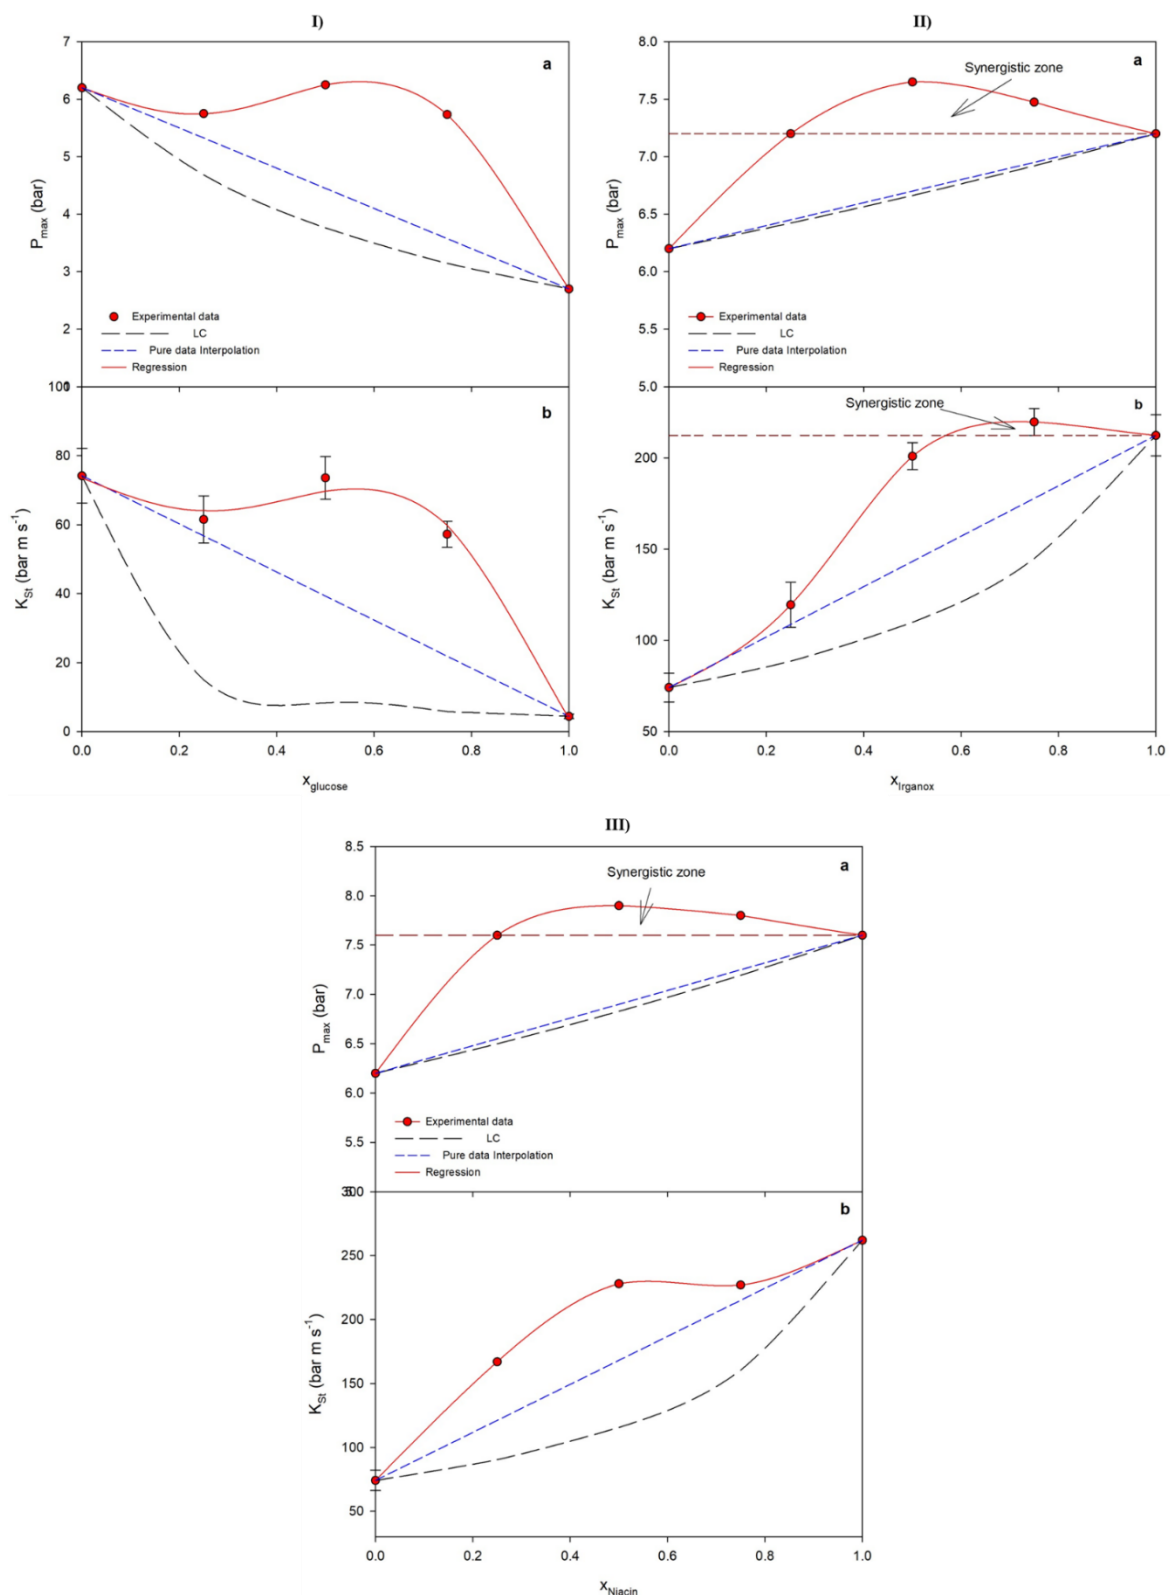 I)
7
6
5
4
3
2
1
P_max (bar)
a
Experimental data
LC
Pure data Interpolation
Regression
100
80
60
40
20
0
K_St (bar m s^-1)
b
0.0 0.2 0.4 0.6 0.8 1.0
x_glucose
II)
8.0
7.5
7.0
6.5
6.0
5.5
5.0
P_max (bar)
a
Synergistic zone
Experimental data
LC
Pure data Interpolation
Regression
200
150
100
50
K_St (bar m s^-1)
b
Synergistic zone
0.0 0.2 0.4 0.6 0.8 1.0
x_Irganox
III)
8.5
8.0
7.5
7.0
6.5
6.0
5.5
5.0
P_max (bar)
a
Synergistic zone
Experimental data
LC
Pure data Interpolation
Regression
300
250
200
150
100
50
K_St (bar m s^-1)
b
0.0 0.2 0.4 0.6 0.8 1.0
x_Niacin